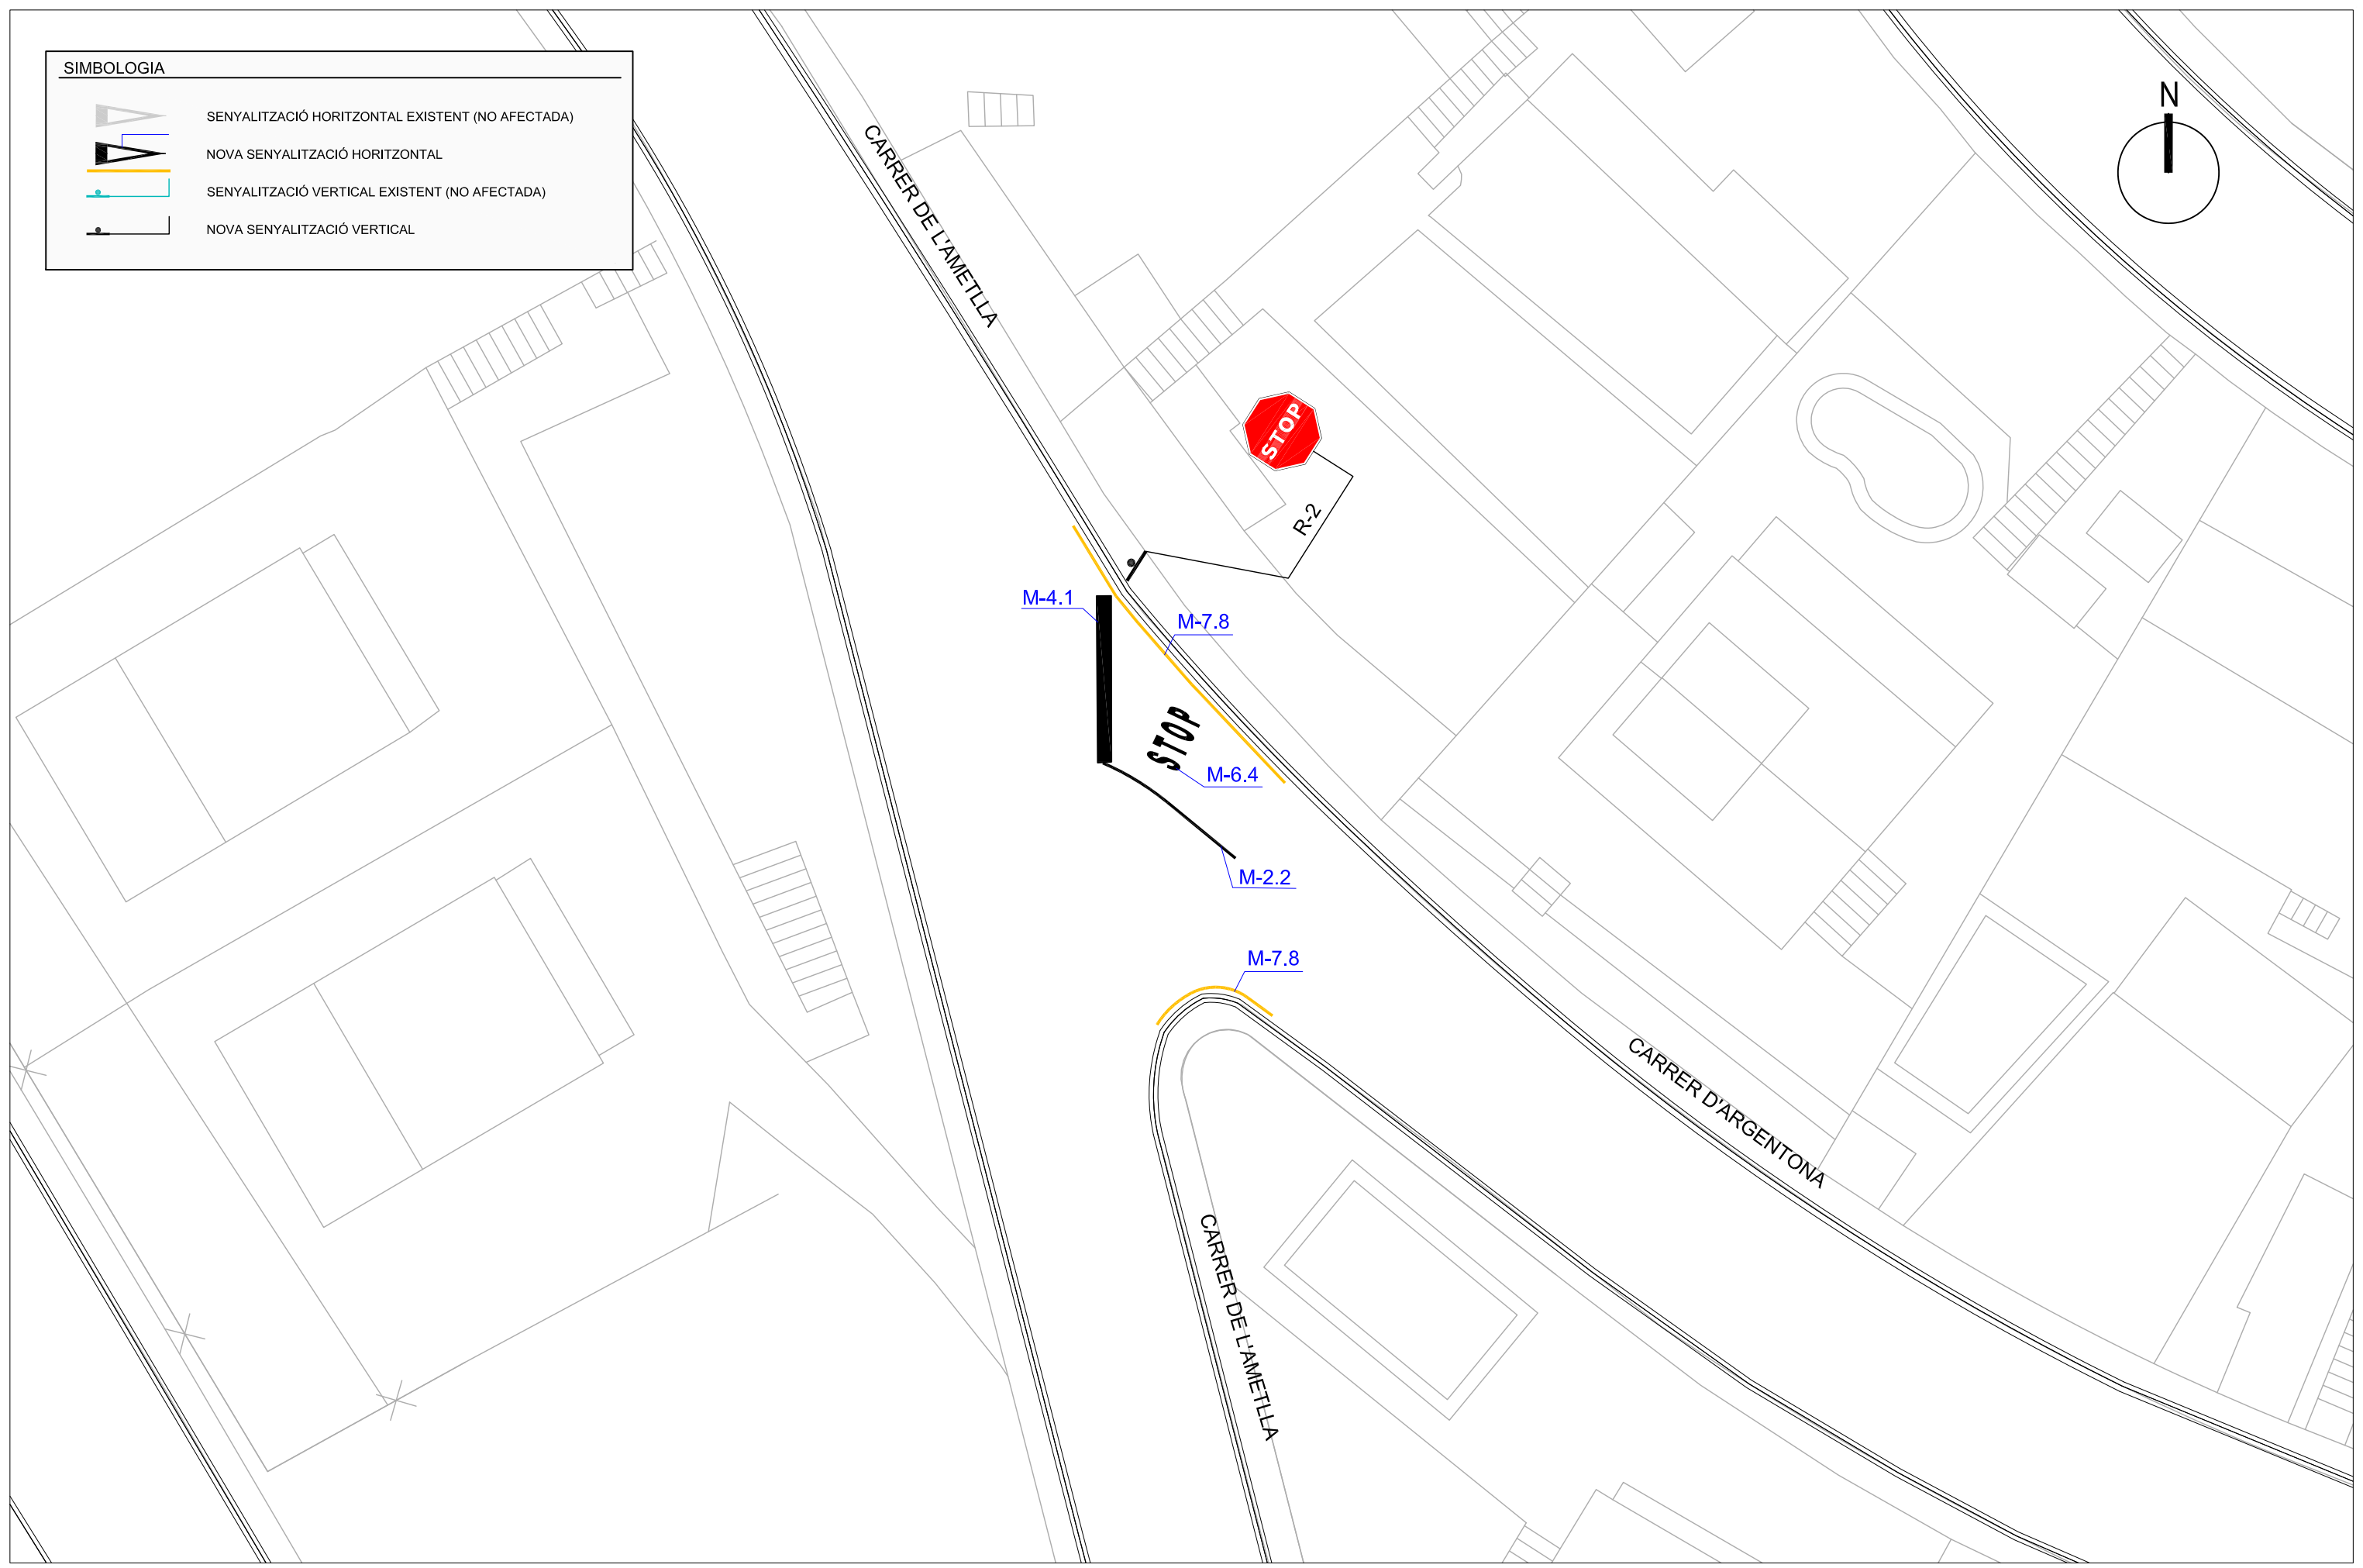 SIMBOLOGIA
SENYALITZACIÓ HORITZONTAL EXISTENT (NO AFECTADA)
NOVA SENYALITZACIÓ HORITZONTAL
SENYALITZACIÓ VERTICAL EXISTENT (NO AFECTADA)
NOVA SENYALITZACIÓ VERTICAL
N
CARRER DE L'AMETLLA
STOP
R-2
M-4.1
M-7.8
STOP
M-6.4
M-2.2
M-7.8
CARRER D'ARGENTONA
CARRER DE L'AMETLLA